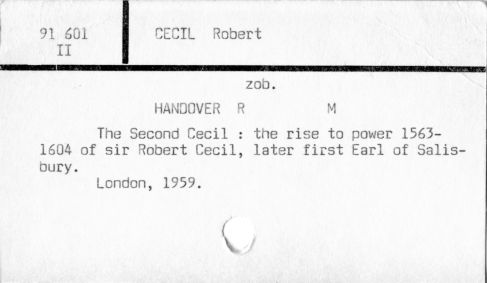 91 601
II
CECIL Robert
zob.
HANDOVER R M
The Second Cecil : the rise to power 1563-
1604 of sir Robert Cecil, later first Earl of Salis-
bury.
London, 1959.